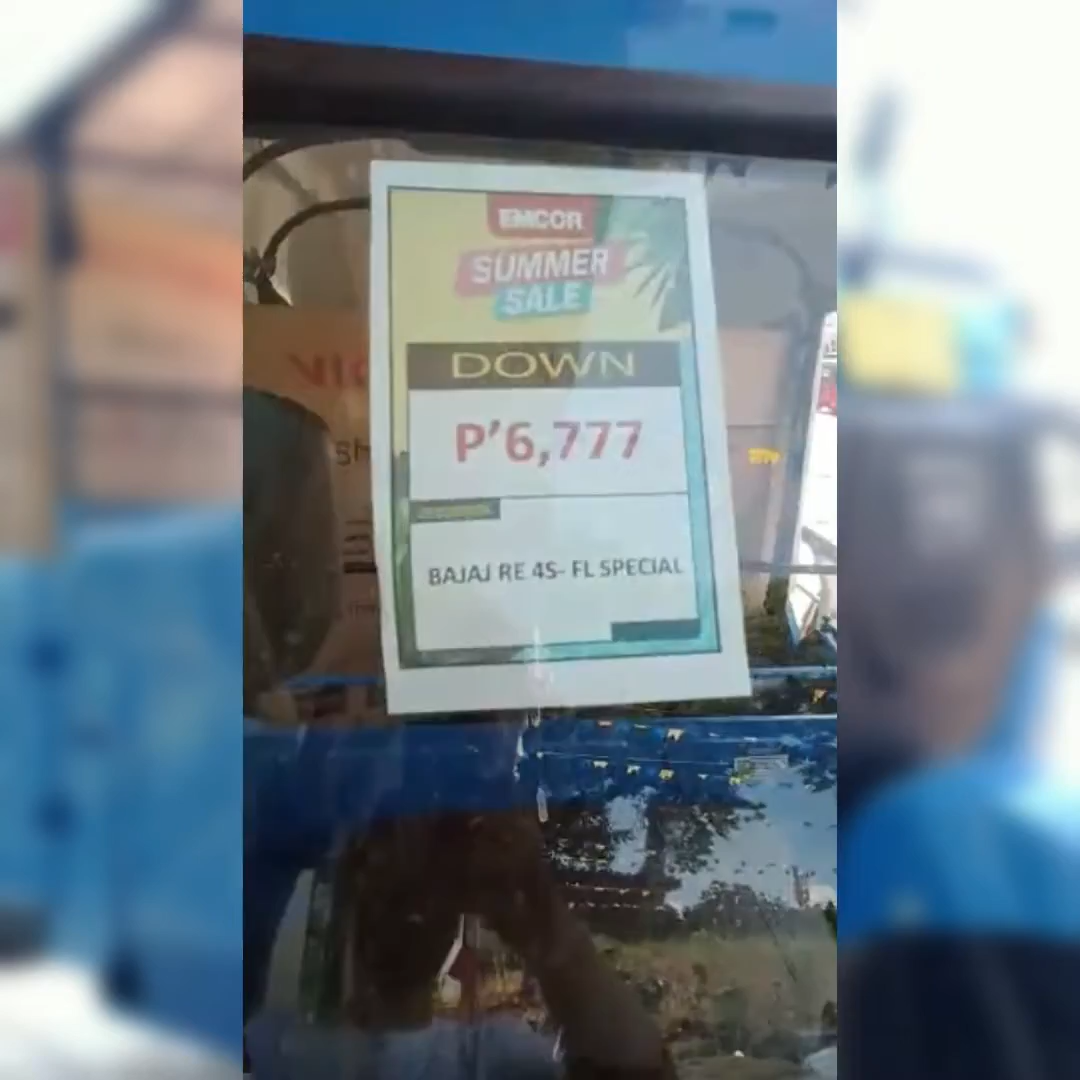 EMCOR
SUMMER
SALE
DOWN
P'6,777
BAJAJ RE 4S- FL SPECIAL